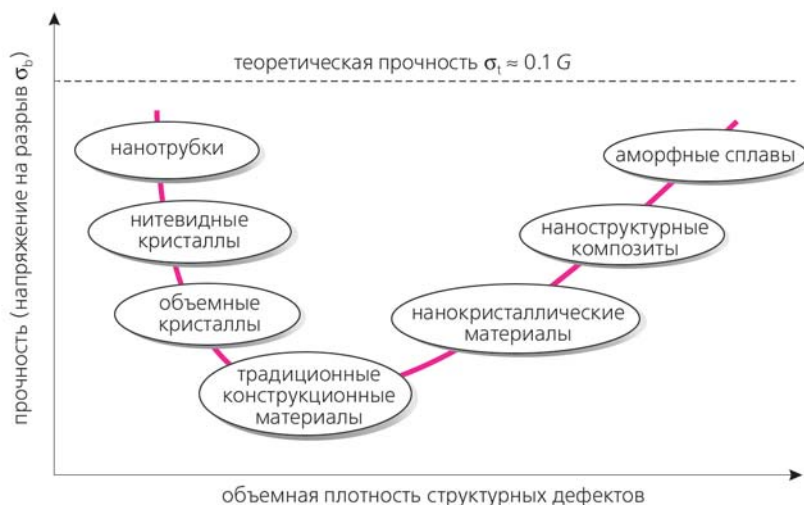 прочность (напряжение на разрыв σb)
теоретическая прочность σt ≈ 0.1 G
нанотрубки
аморфные сплавы
нитевидные
кристаллы
наноструктурные
композиты
объемные
кристаллы
нанокристаллические
материалы
традиционные
конструкционные
материалы
объемная плотность структурных дефектов